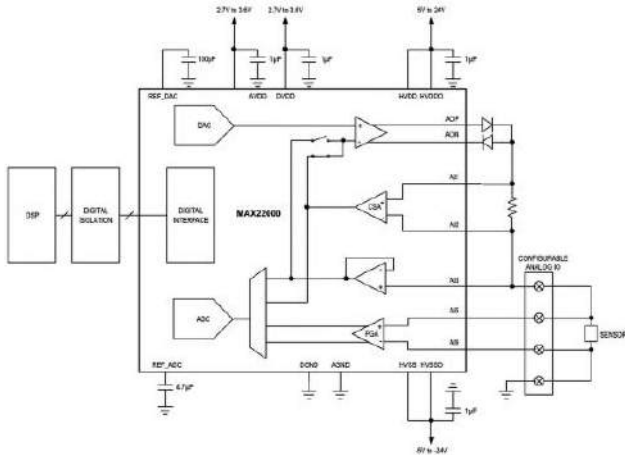 2.7V to 3.6V
2.7V to 3.6V
5V to 24V
100µF
1µF
1µF
1µF
REF_DAC
AVDD
DVDD
HVDD HVDDO
DAC
AOP
AON
AI1
CSA
AI2
DSP
DIGITAL
ISOLATION
DIGITAL
INTERFACE
MAX22000
CONFIGURABLE
ANALOG IO
AI3
ADC
AI5
PGA
AI6
SENSOR
REF_ADC
DGND
AGND
HVSS HVSSO
4.7µF
1µF
-5V to -24V